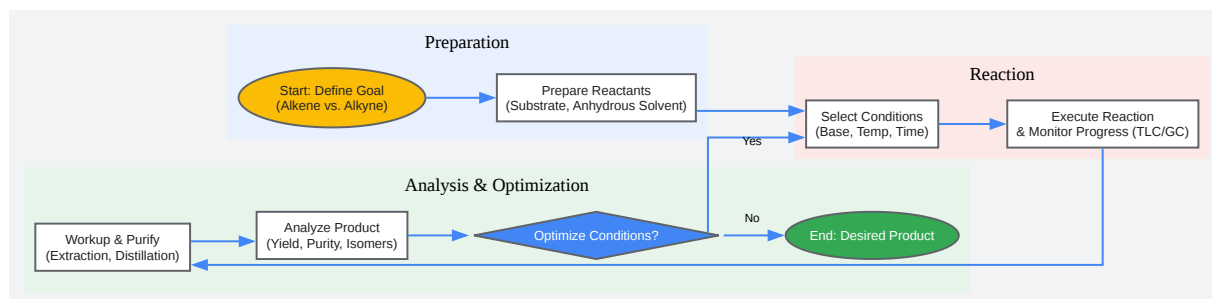 Preparation
Start: Define Goal
(Alkene vs. Alkyne)
Prepare Reactants
(Substrate, Anhydrous Solvent)
Reaction
Select Conditions
(Base, Temp, Time)
Execute Reaction
& Monitor Progress (TLC/GC)
Yes
Analysis & Optimization
Workup & Purify
(Extraction, Distillation)
Analyze Product
(Yield, Purity, Isomers)
Optimize Conditions?
No
End: Desired Product